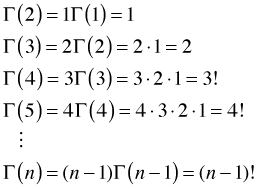 Γ(2) = 1Γ(1) = 1
Γ(3) = 2Γ(2) = 2 · 1 = 2
Γ(4) = 3Γ(3) = 3 · 2 · 1 = 3!
Γ(5) = 4Γ(4) = 4 · 3 · 2 · 1 = 4!
⋮
Γ(n) = (n − 1)Γ(n − 1) = (n − 1)!